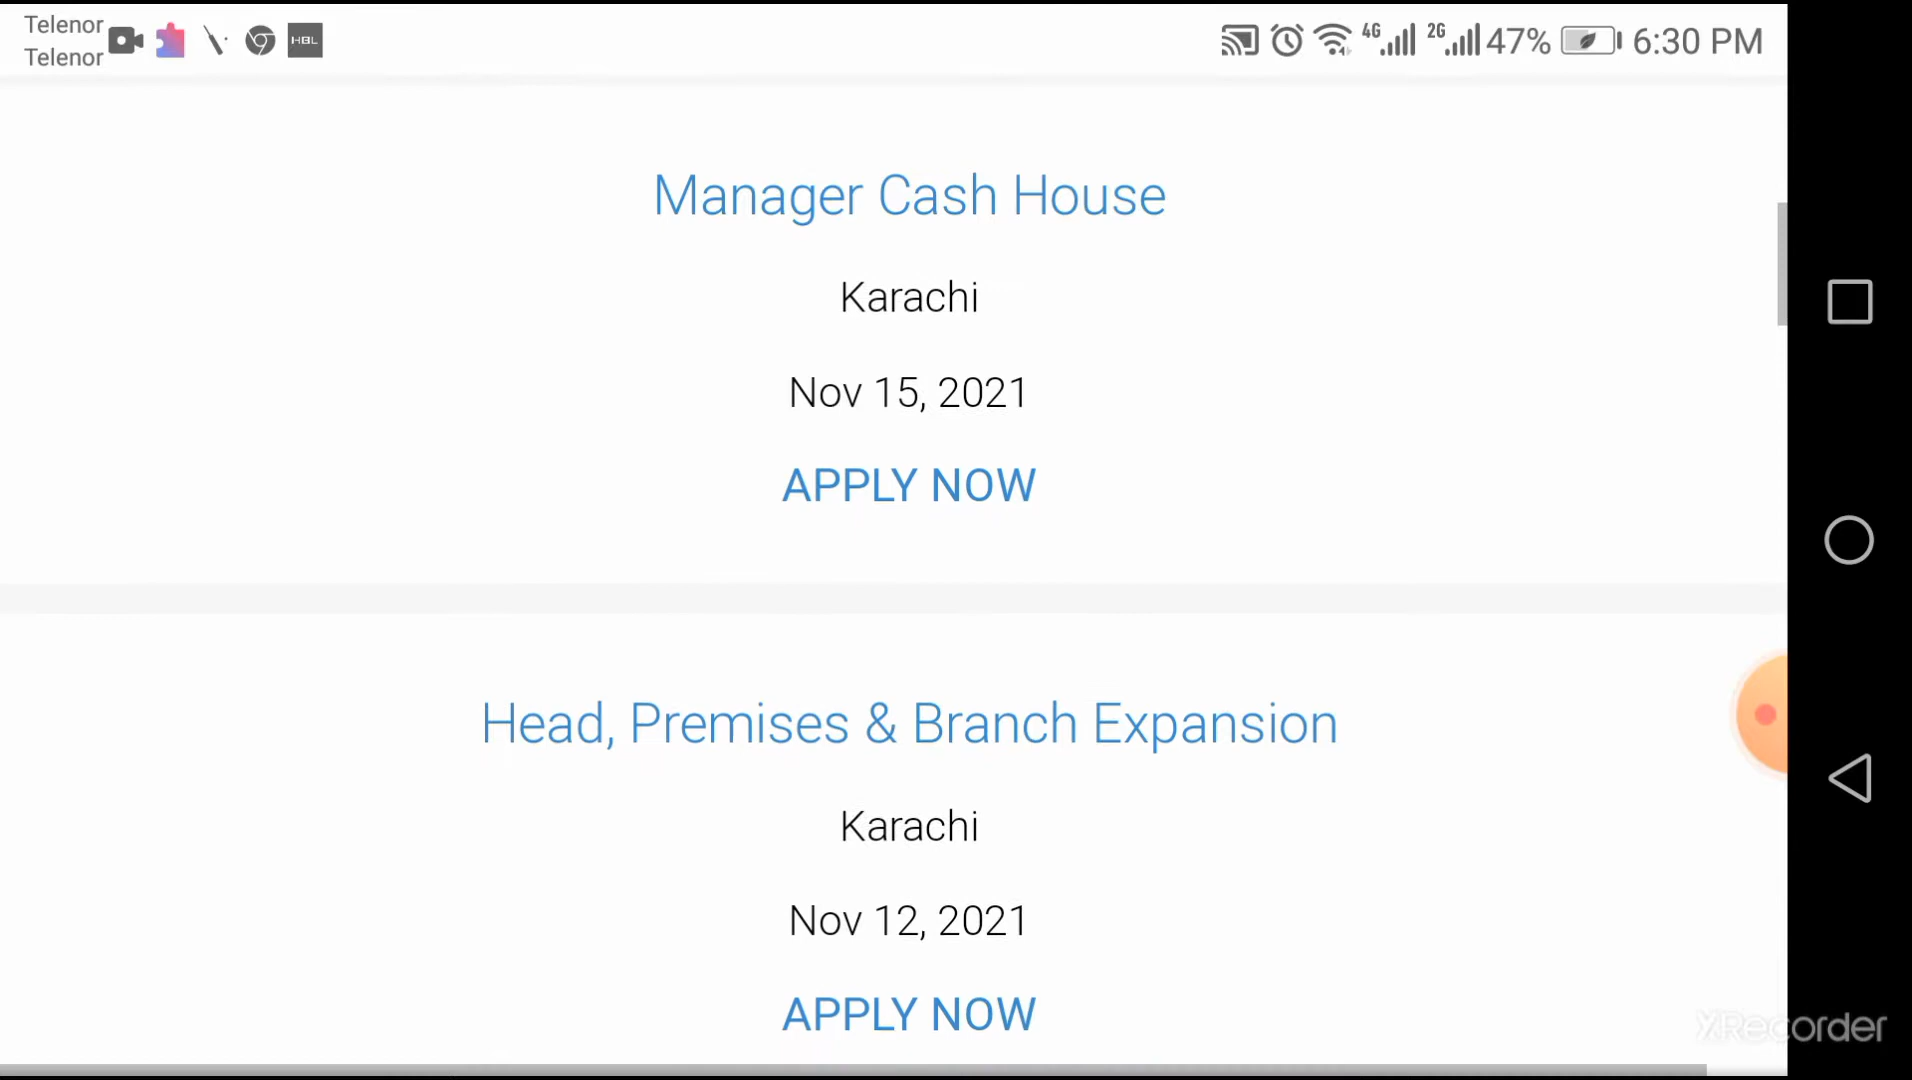 Telenor
Telenor
HBL
4G 2G 47% 6:30 PM
Manager Cash House
Karachi
Nov 15, 2021
APPLY NOW
Head, Premises & Branch Expansion
Karachi
Nov 12, 2021
APPLY NOW
XRecorder